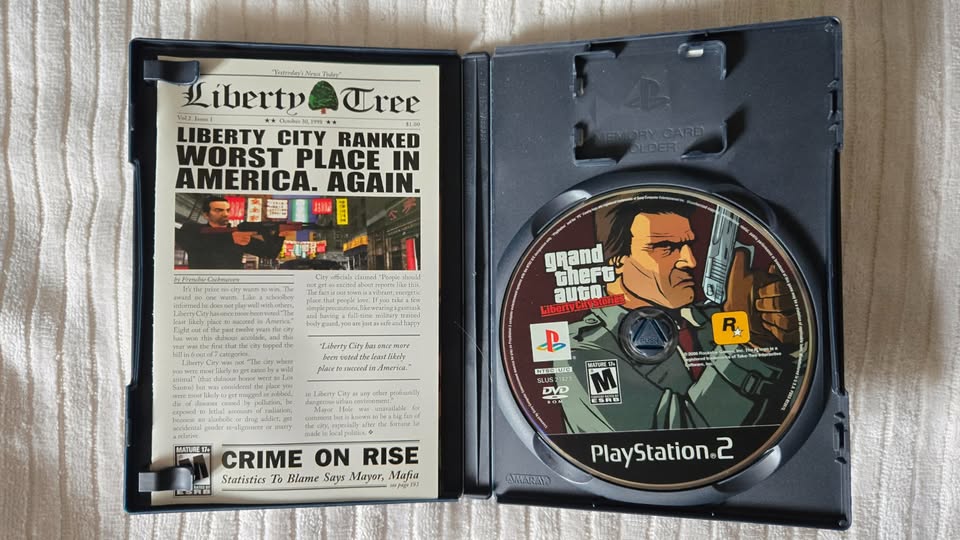 "Yesterday's News Today"
Liberty Tree
Vol.2 Issue 1
★★ October 30, 1998 ★★
$1.00
LIBERTY CITY RANKED
WORST PLACE IN
AMERICA. AGAIN.
by Frenchie Cockmaven
It's the prize no city wants to win. The
award no one wants. Like a schoolboy
informed he does not play well with others,
Liberty City has once more been voted "The
least likely place to succeed in America."
Eight out of the past twelve years the city
has won this dubious accolade, and this
was the first time that the city topped the
bill in 6 out of 7 categories.
Liberty City was not "The city where
you were most likely to get eaten by a wild
animal" (that dubious honor went to Los
Santos) but was considered the place you
were most likely to get mugged or robbed,
die of diseases caused by pollution, be
exposed to lethal amounts of radiation,
become an alcoholic or drug addict, get
accidental gender re-alignment or marry
a relative.
City officials claimed "People should
not get so excited about reports like this.
The fact is our town is a vibrant, energetic
place that people love. If you take a few
simple precautions, like wearing a gas mask
and having a full-time military trained
body guard, you are just as safe and happy
"Liberty City has once more
been voted the least likely
place to succeed in America."
in Liberty City as any other profoundly
dangerous urban environment."
Mayor Hole was unavailable for
comment but is known to be a big fan of
the city, especially after the fortune he
made in local politics.
MATURE 17+
M
ESRB
CRIME ON RISE
Statistics To Blame Says Mayor, Mafia
see page 193
MEMORY CARD
HOLDER
grand
theft
auto
Liberty City Stories
PlayStation
NTSC U/C
SLUS 21423
DVD
ROM
MATURE 17+
M
ESRB
PUSH
R
PlayStation.2
AMARAY